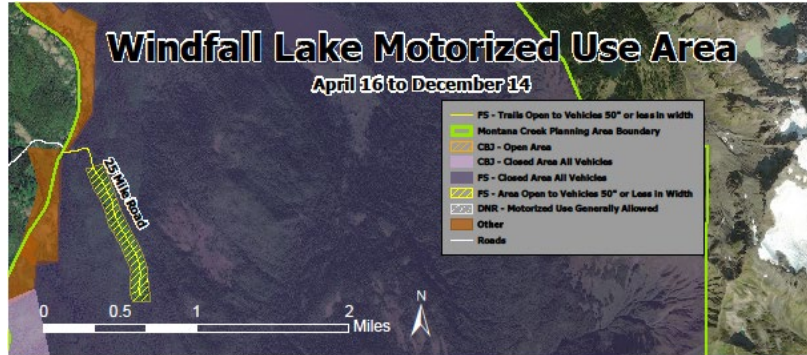 Windfall Lake Motorized Use Area
April 16 to December 14
FS - Trails Open to Vehicles 50" or less in width
Montana Creek Planning Area Boundary
CBJ - Open Area
CBJ - Closed Area All Vehicles
FS - Closed Area All Vehicles
FS - Area Open to Vehicles 50" or Less in Width
DNR - Motorized Use Generally Allowed
Other
Roads
25 Mile Road
0 0.5 1 2
Miles
N